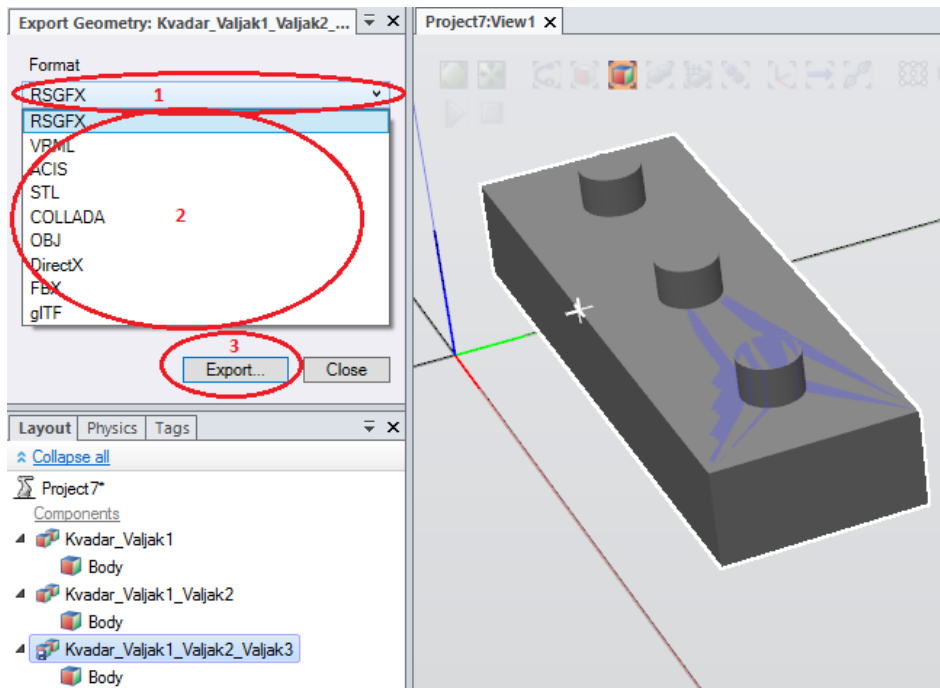 Export Geometry: Kvadar_Valjak1_Valjak2_...
Format
RSGFX 1
RSGFX
VRML
ACIS
STL
COLLADA 2
OBJ
DirectX
FBX
glTF
3
Export... Close
Layout Physics Tags
Collapse all
Project7*
Components
Kvadar_Valjak1
Body
Kvadar_Valjak1_Valjak2
Body
Kvadar_Valjak1_Valjak2_Valjak3
Body
Project7:View1